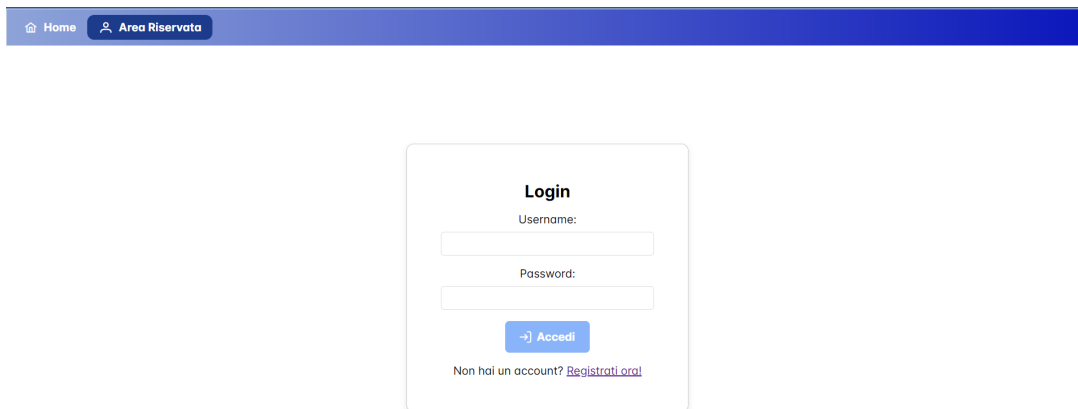 Home Area Riservata
Login
Username:
Password:
Accedi
Non hai un account? Registrati ora!